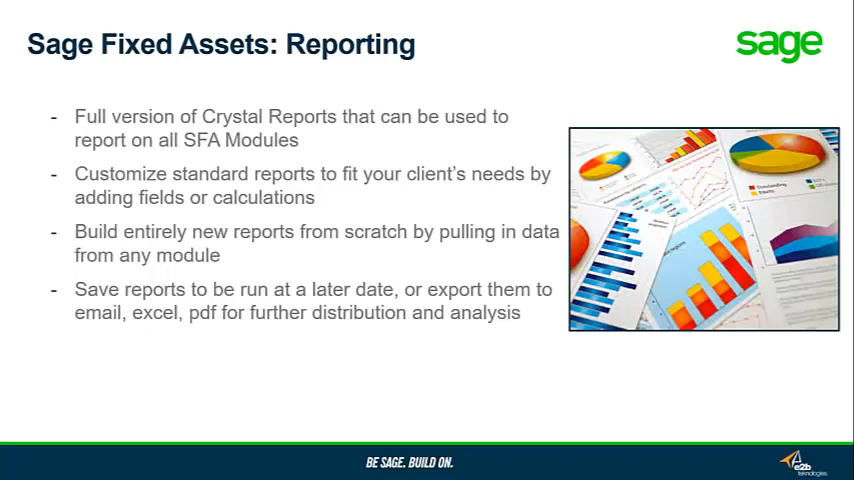 Sage Fixed Assets: Reporting
sage
- Full version of Crystal Reports that can be used to
report on all SFA Modules
- Customize standard reports to fit your client's needs by
adding fields or calculations
- Build entirely new reports from scratch by pulling in data
from any module
- Save reports to be run at a later date, or export them to
email, excel, pdf for further distribution and analysis
BE SAGE. BUILD ON.
e2b
teknologies